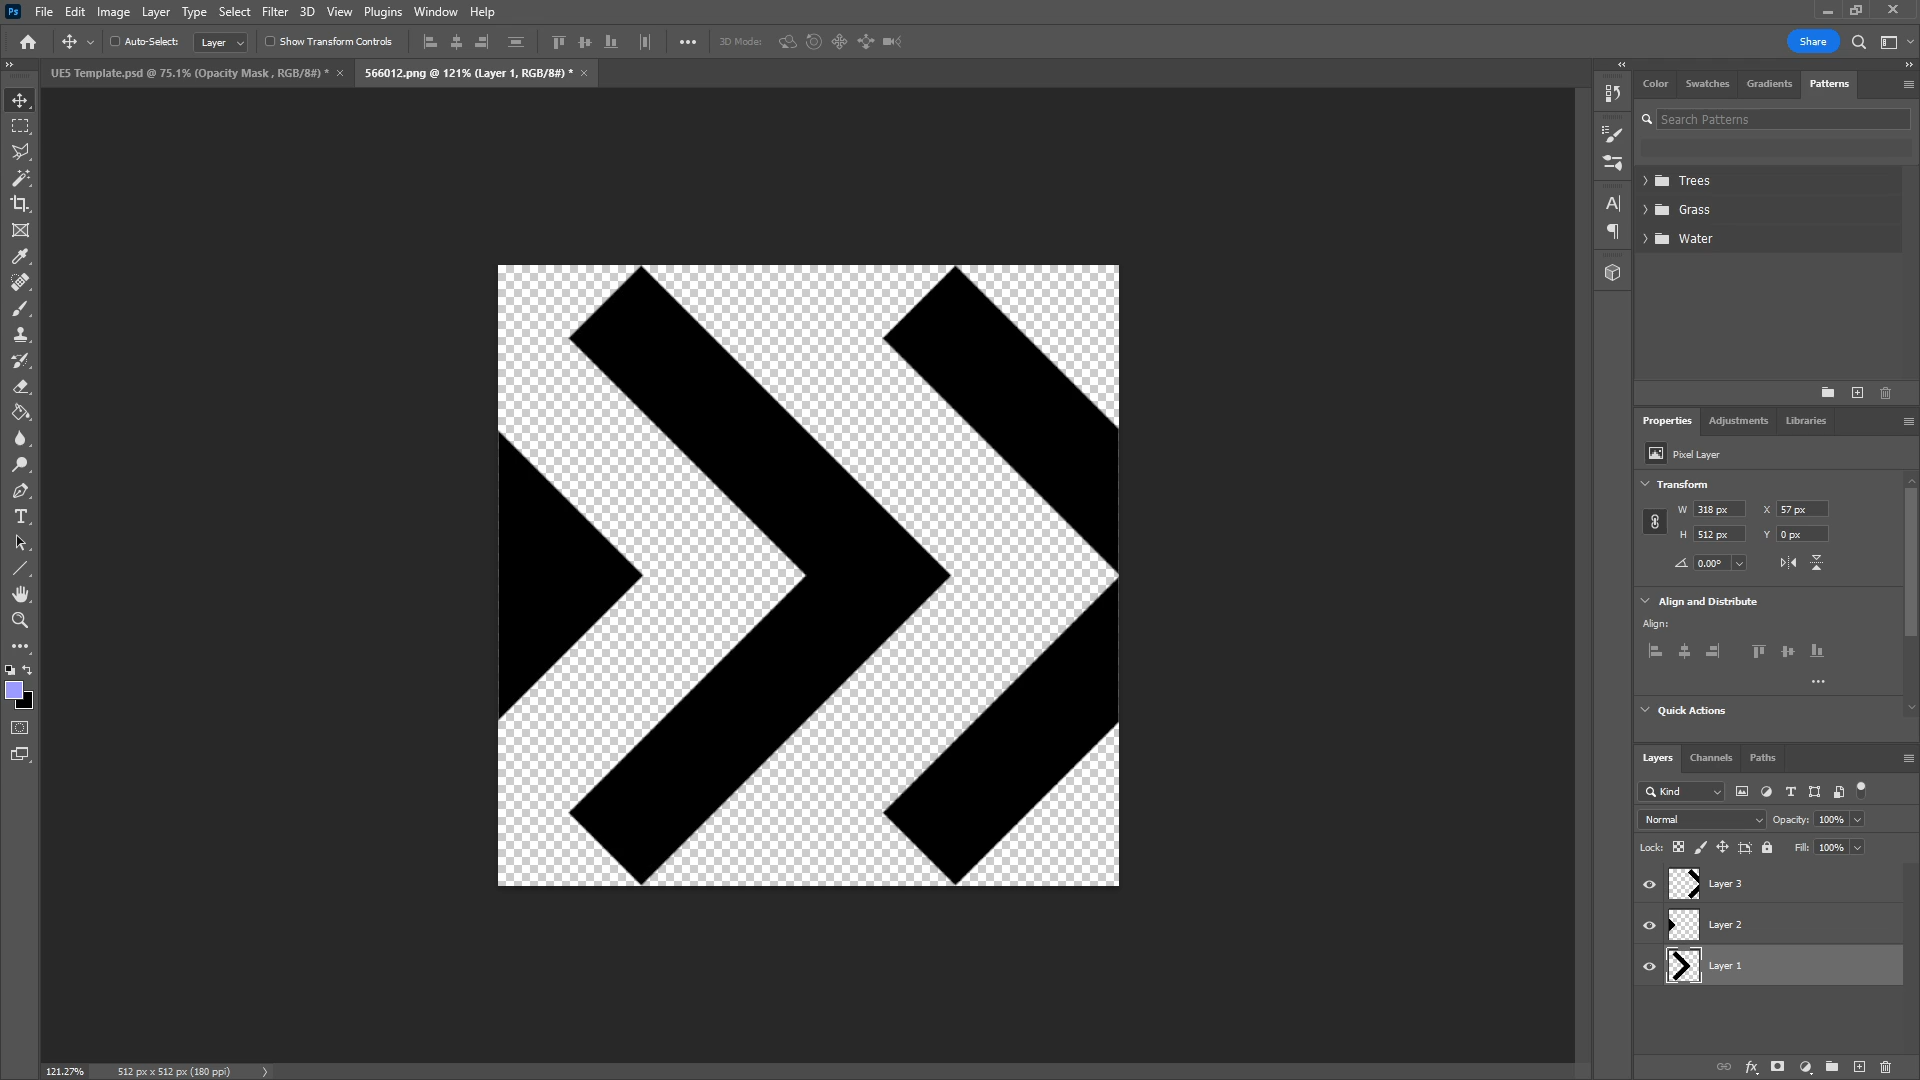 Ps File Edit Image Layer Type Select Filter 3D View Plugins Window Help
Auto-Select: Layer Show Transform Controls 3D Mode: Share
UE5 Template.psd @ 75.1% (Opacity Mask , RGB/8#) * × 566012.png @ 121% (Layer 1, RGB/8#) * ×
Color Swatches Gradients Patterns
Search Patterns
Trees
Grass
Water
Properties Adjustments Libraries
Pixel Layer
Transform
W 318 px X 57 px
H 512 px Y 0 px
0.00°
Align and Distribute
Align:
Quick Actions
Layers Channels Paths
Kind
Normal Opacity: 100%
Lock: Fill: 100%
Layer 3
Layer 2
Layer 1
121.27% 512 px x 512 px (180 ppi)